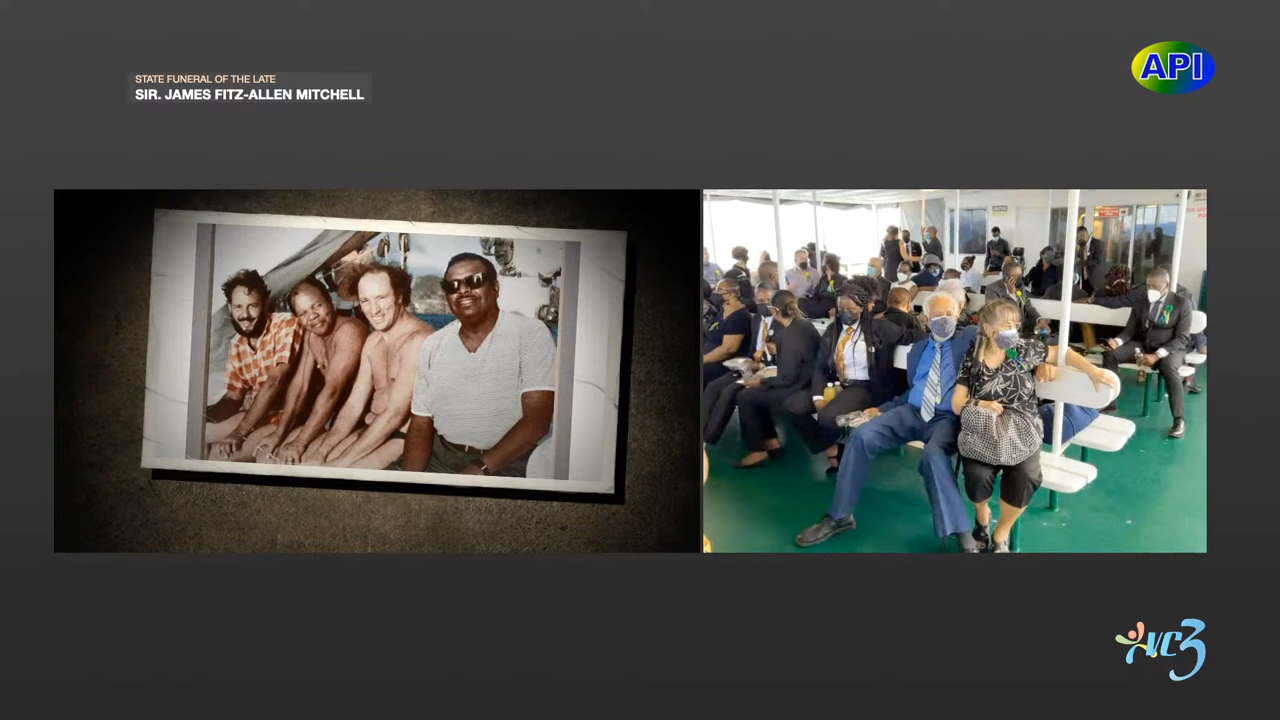 STATE FUNERAL OF THE LATE
SIR. JAMES FITZ-ALLEN MITCHELL
API
VC3